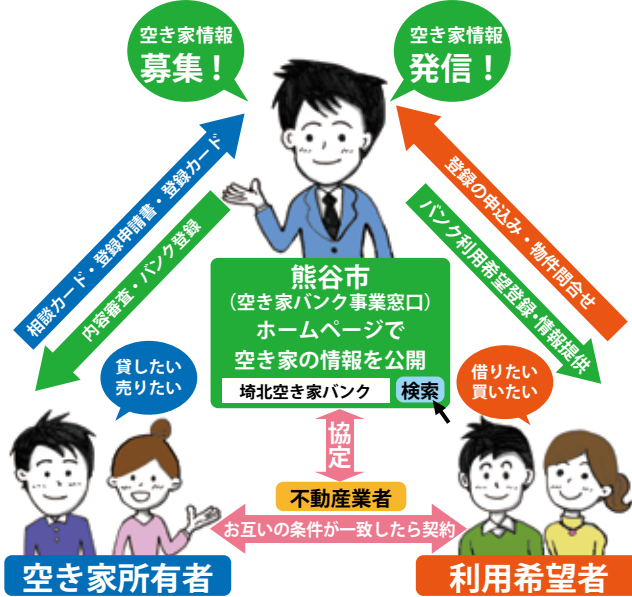 空き家情報
募集！
空き家情報
発信！
相談カード・登録申請書・登録カード
内容審査・バンク登録
登録の申込み・物件問合せ
バンク利用希望登録・情報提供
熊谷市
（空き家バンク事業窓口）
ホームページで
空き家の情報を公開
埼北空き家バンク 検索
貸したい
売りたい
借りたい
買いたい
協定
不動産業者
お互いの条件が一致したら契約
空き家所有者
利用希望者